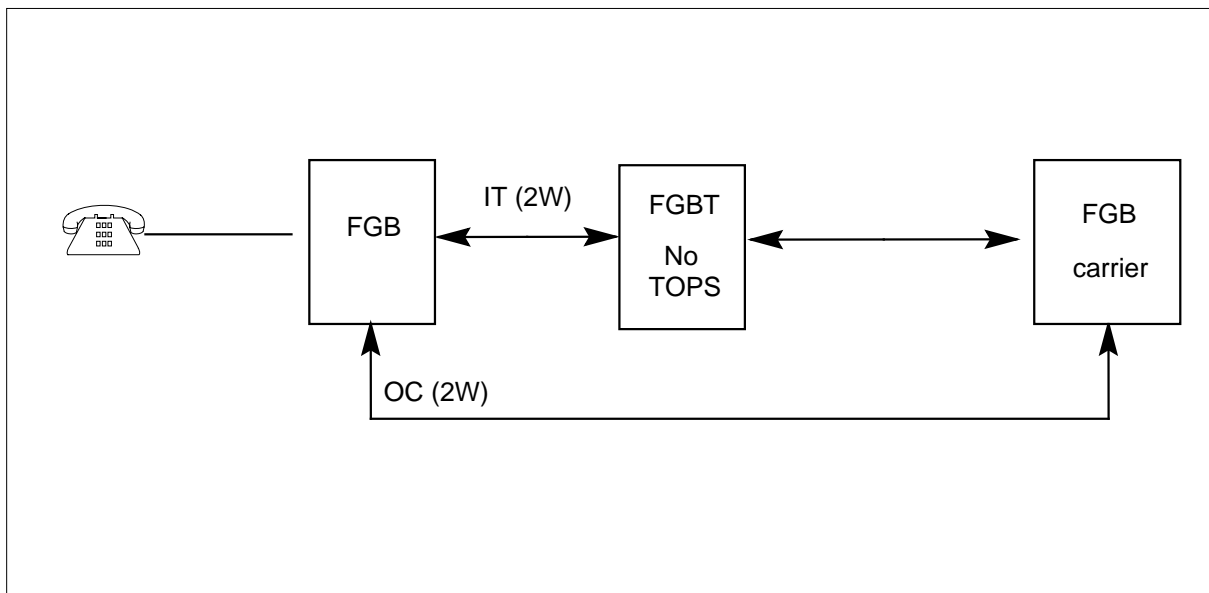 FGB
IT (2W)
FGBT
No
TOPS
FGB
carrier
OC (2W)